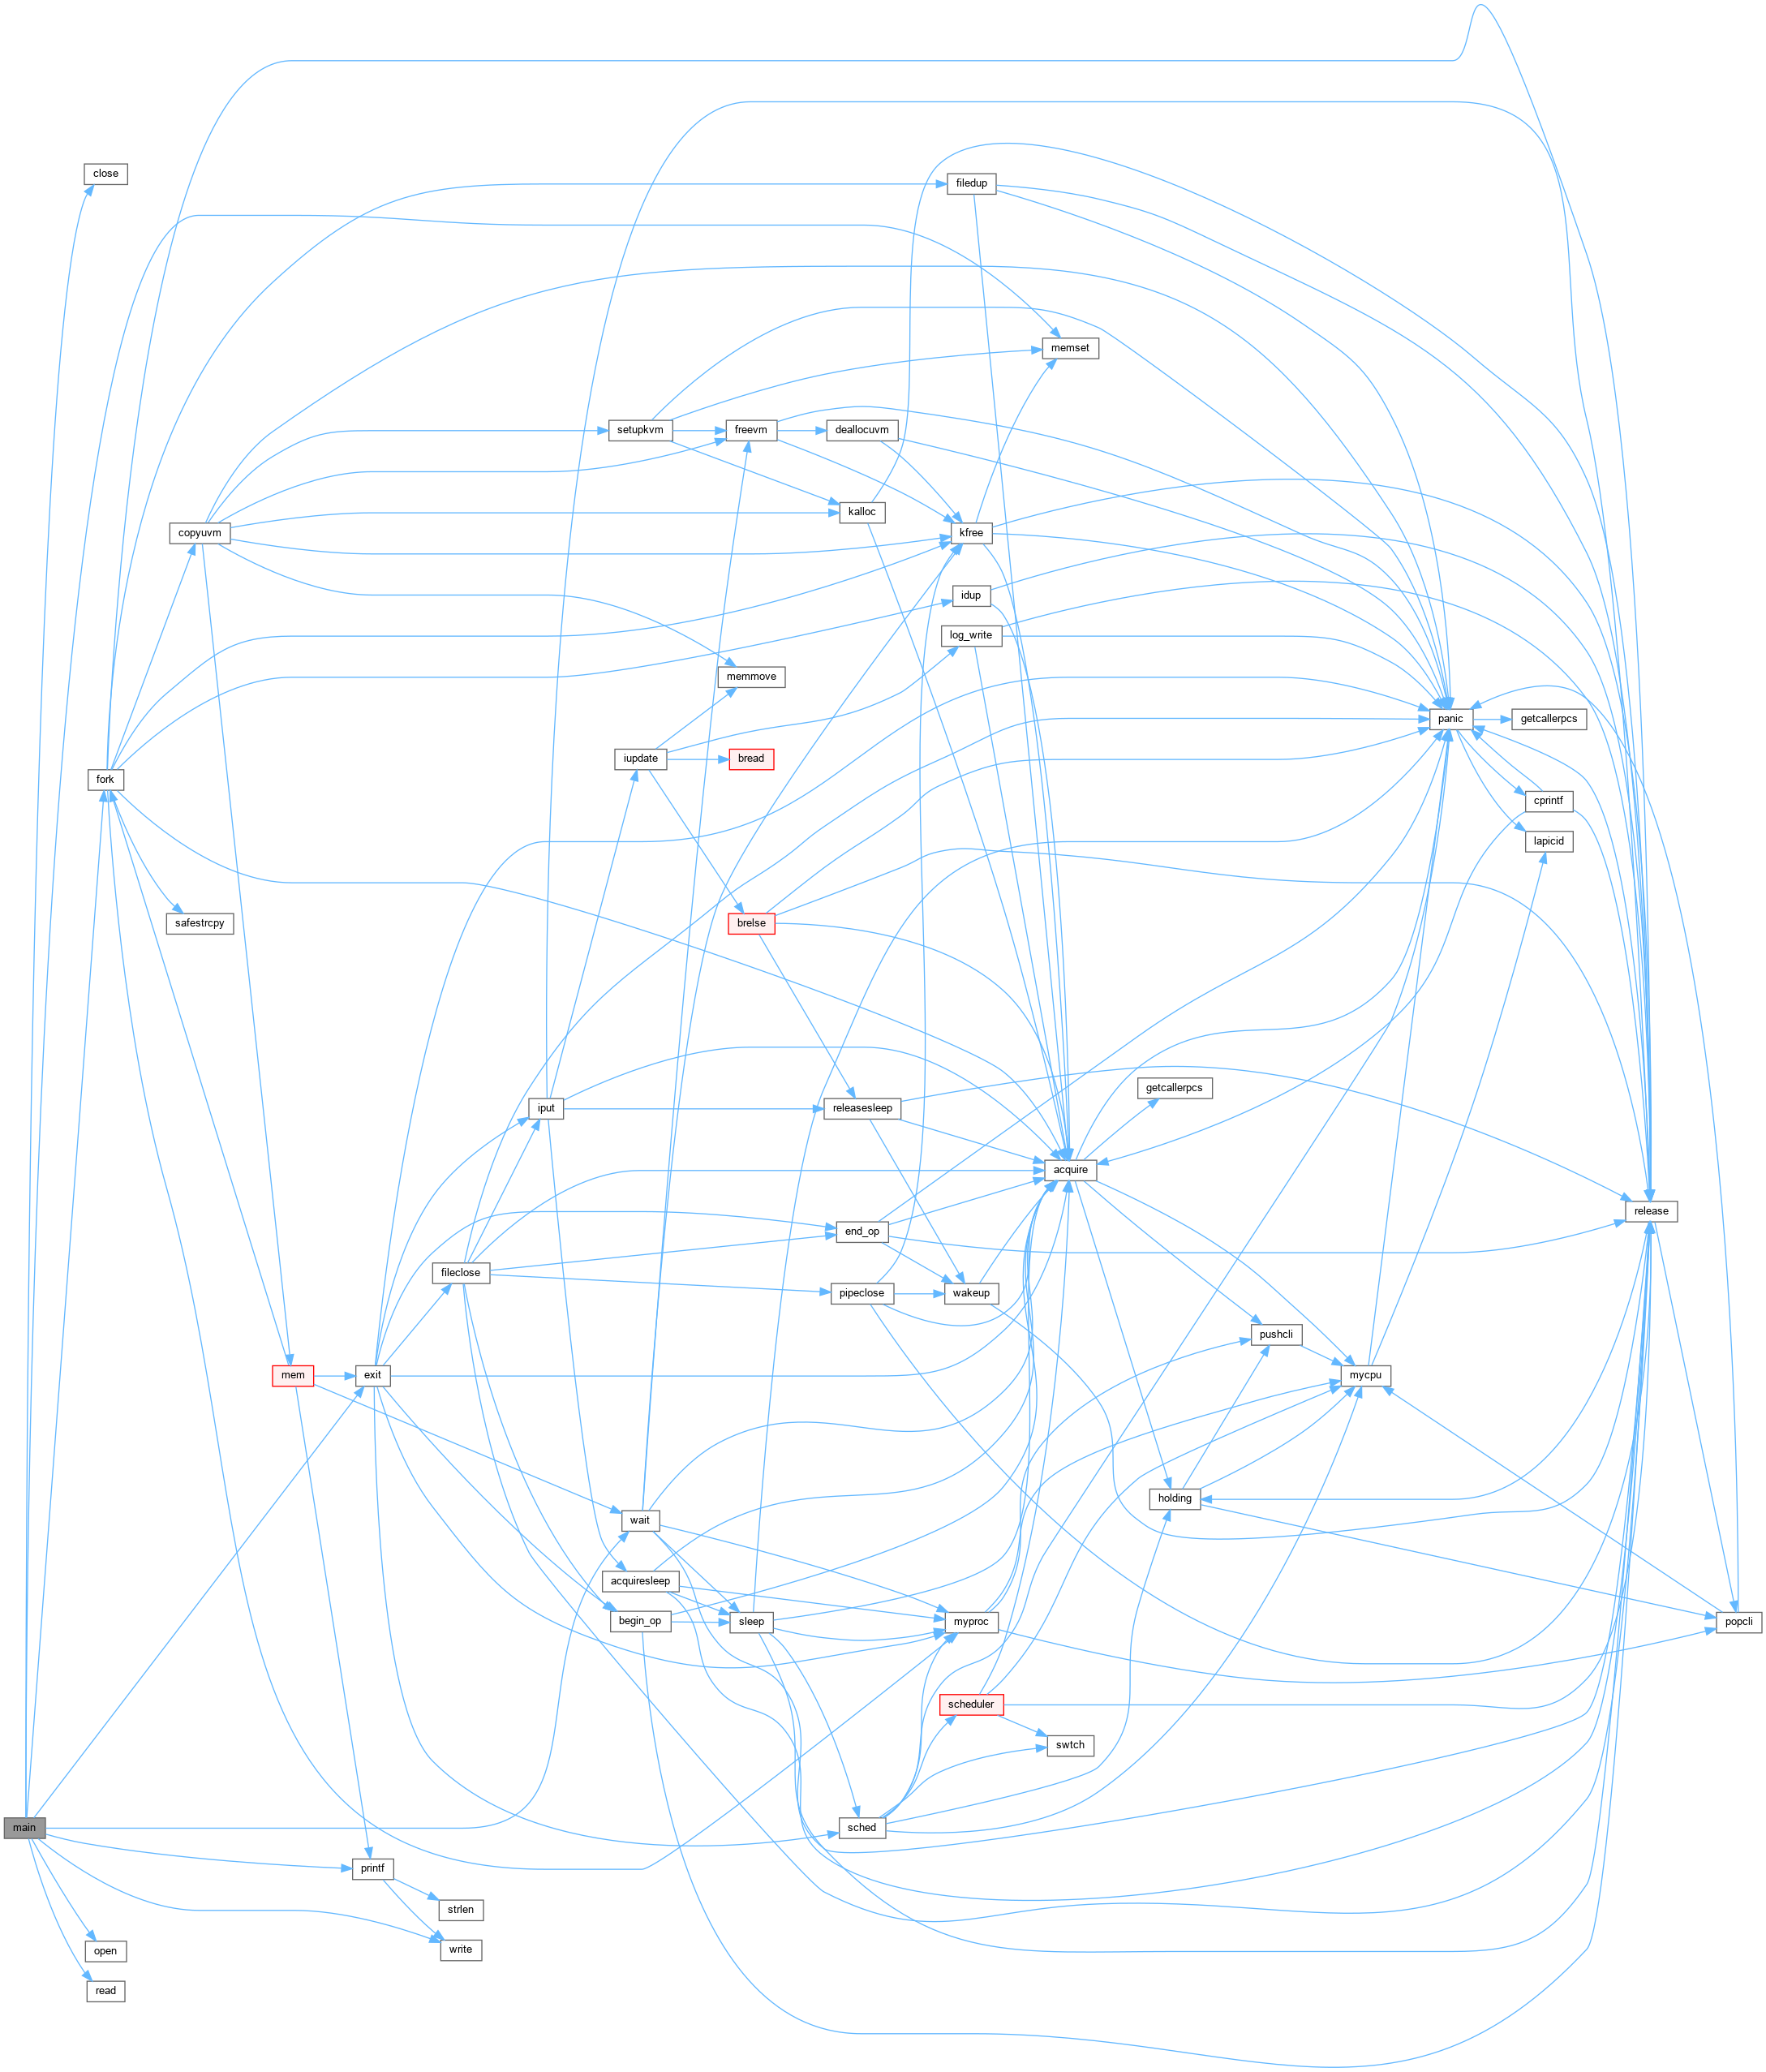 close
filedup
memset
setupkvm
freevm
deallocuvm
kalloc
copyuvm
kfree
idup
log_write
memmove
panic
getcallerpcs
iupdate
bread
fork
cprintf
lapicid
safestrcpy
brelse
getcallerpcs
iput
releasesleep
acquire
release
end_op
fileclose
pipeclose
wakeup
pushcli
mem
exit
mycpu
holding
wait
acquiresleep
begin_op
sleep
myproc
popcli
scheduler
swtch
main
sched
printf
strlen
open
write
read